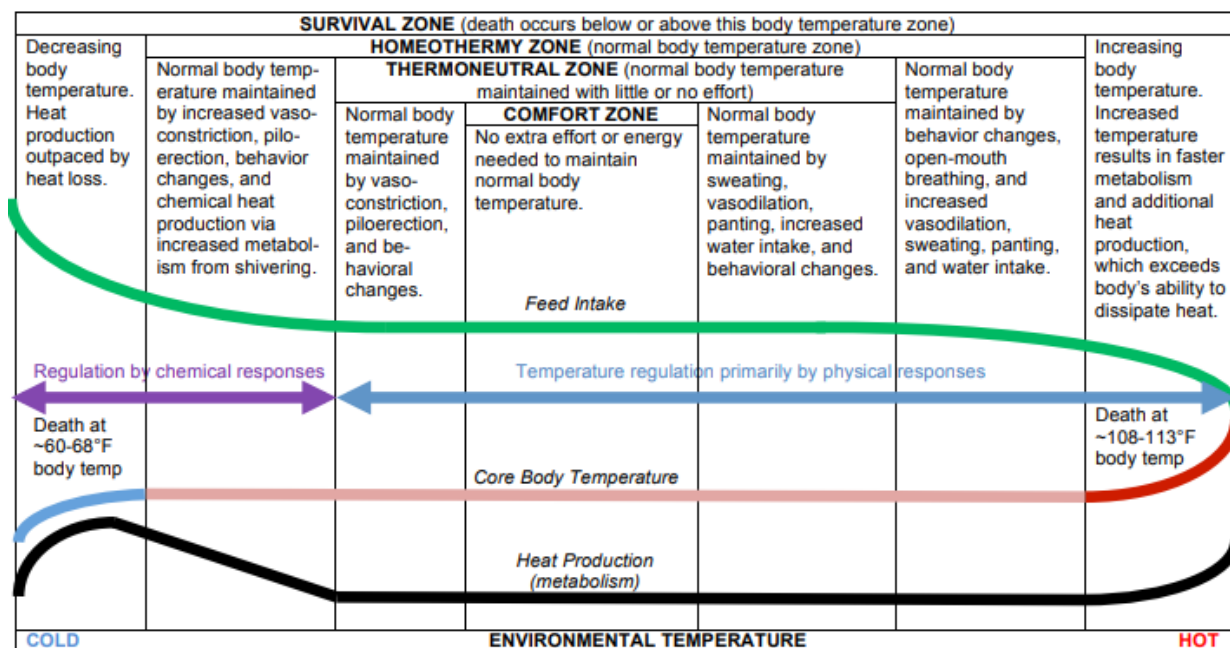 SURVIVAL ZONE (death occurs below or above this body temperature zone)
Decreasing
body
temperature.
Heat
production
outpaced by
heat loss.
HOMEOTHERMY ZONE (normal body temperature zone)
Normal body temp-
erature maintained
by increased vaso-
constriction, pilo-
erection, behavior
changes, and
chemical heat
production via
increased metabol-
ism from shivering.
THERMONEUTRAL ZONE (normal body temperature
maintained with little or no effort)
Normal body
temperature
maintained
by vaso-
constriction,
piloerection,
and be-
havioral
changes.
COMFORT ZONE
No extra effort or energy
needed to maintain
normal body
temperature.
Normal body
temperature
maintained by
sweating,
vasodilation,
panting, increased
water intake, and
behavioral changes.
Normal body
temperature
maintained by
behavior changes,
open-mouth
breathing, and
increased
vasodilation,
sweating, panting,
and water intake.
Increasing
body
temperature.
Increased
temperature
results in faster
metabolism
and additional
heat
production,
which exceeds
body's ability to
dissipate heat.
Feed Intake
Regulation by chemical responses
Temperature regulation primarily by physical responses
Death at
~60-68°F
body temp
Death at
~108-113°F
body temp
Core Body Temperature
Heat Production
(metabolism)
COLD
ENVIRONMENTAL TEMPERATURE
HOT